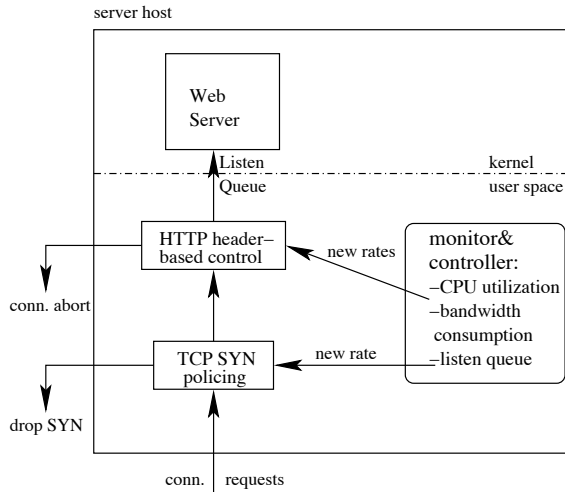 server host
Web
Server
Listen
Queue
kernel
user space
HTTP header–
based control
new rates
monitor&
controller:
–CPU utilization
–bandwidth
consumption
–listen queue
conn. abort
TCP SYN
policing
new rate
drop SYN
conn. requests